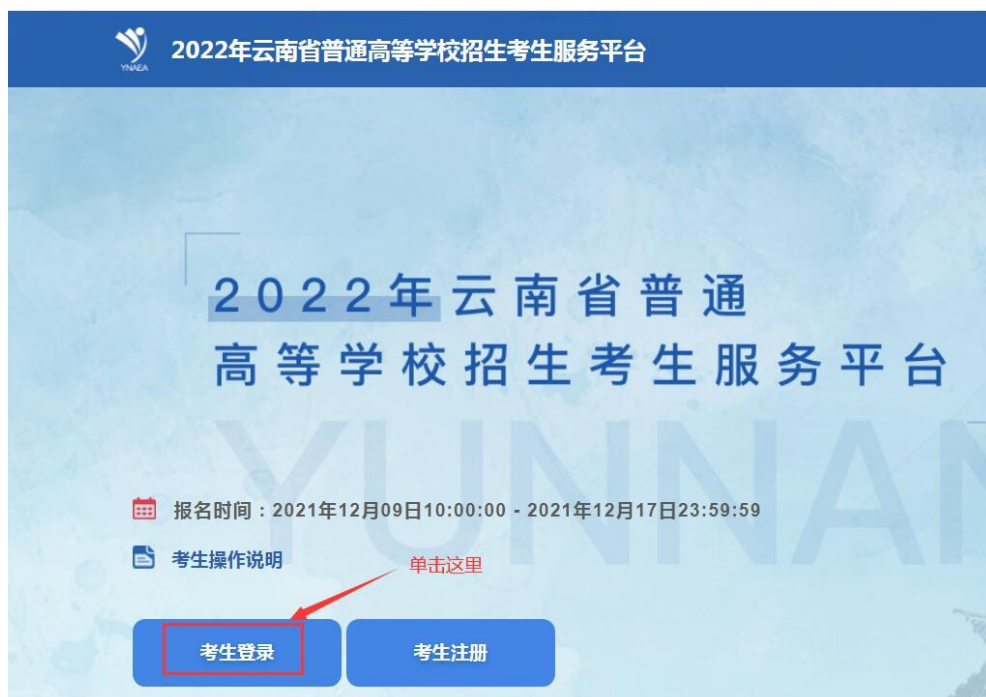 YNAEA
2022年云南省普通高等学校招生考生服务平台
2022年云南省普通
高等学校招生考生服务平台
YUNNAN
报名时间：2021年12月09日10:00:00 - 2021年12月17日23:59:59
考生操作说明
单击这里
考生登录
考生注册